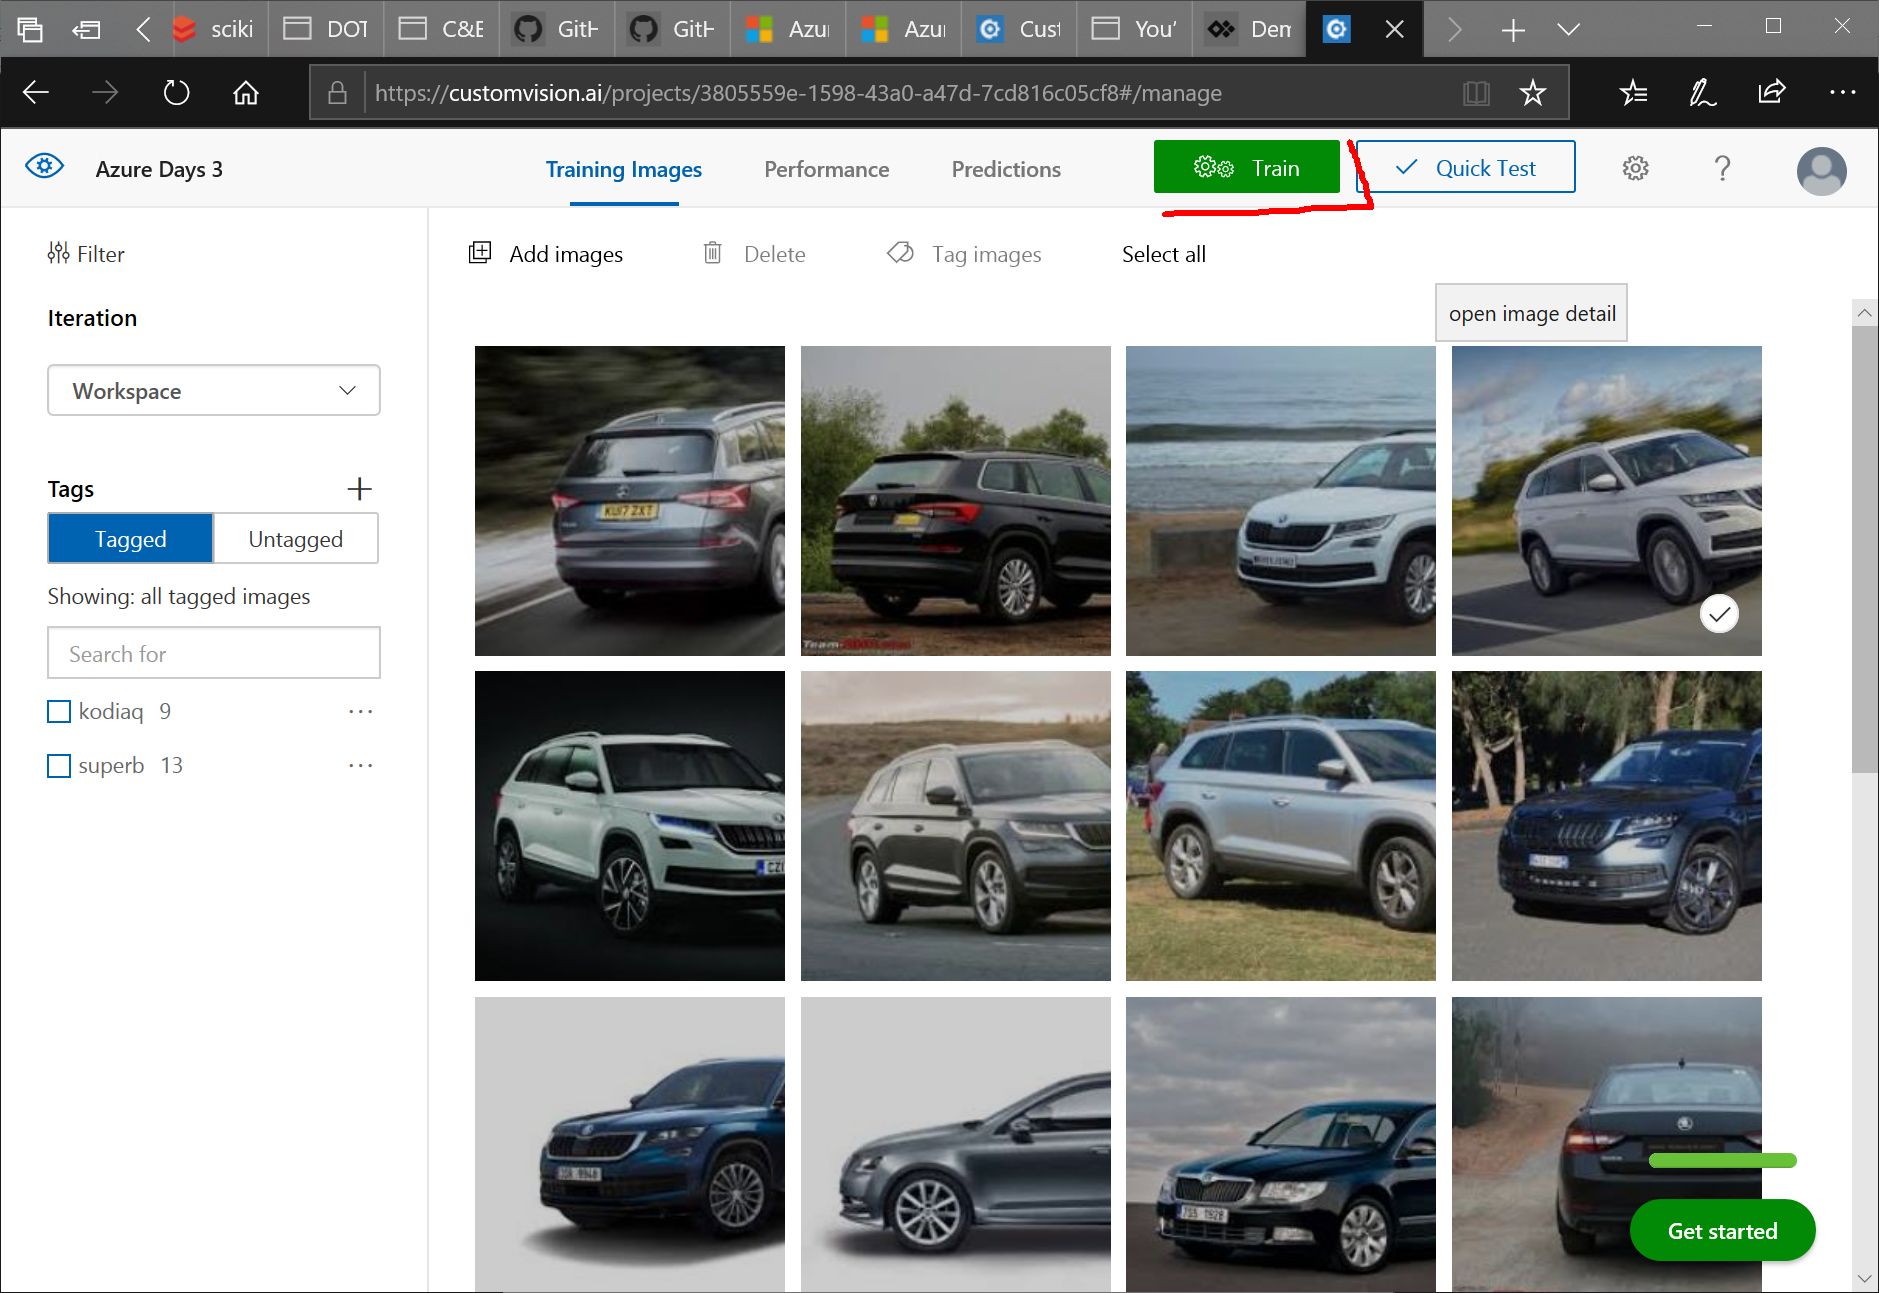 sciki
DOT
C&E
GitH
GitH
Azu
Azu
Cust
You'
Dem
https://customvision.ai/projects/3805559e-1598-43a0-a47d-7cd816c05cf8#/manage
Azure Days 3
Training Images
Performance
Predictions
Train
Quick Test
?
Filter
Add images
Delete
Tag images
Select all
Iteration
open image detail
Workspace
Tags
Tagged
Untagged
Showing: all tagged images
Search for
KU17 ZXT
kodiaq 9
superb 13
Get started